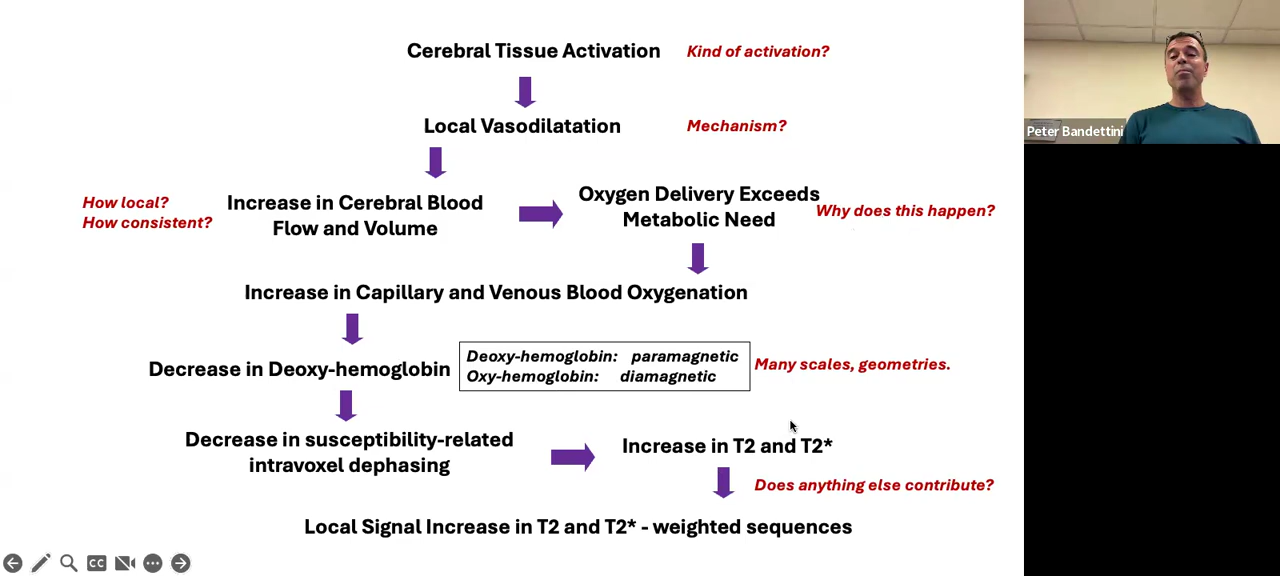 Cerebral Tissue Activation
Kind of activation?
Peter Bandettini
Local Vasodilatation
Mechanism?
How local?
How consistent?
Increase in Cerebral Blood
Flow and Volume
Oxygen Delivery Exceeds
Metabolic Need
Why does this happen?
Increase in Capillary and Venous Blood Oxygenation
Decrease in Deoxy-hemoglobin
Deoxy-hemoglobin: paramagnetic
Oxy-hemoglobin: diamagnetic
Many scales, geometries.
Decrease in susceptibility-related
intravoxel dephasing
Increase in T2 and T2*
Does anything else contribute?
Local Signal Increase in T2 and T2* - weighted sequences
CC